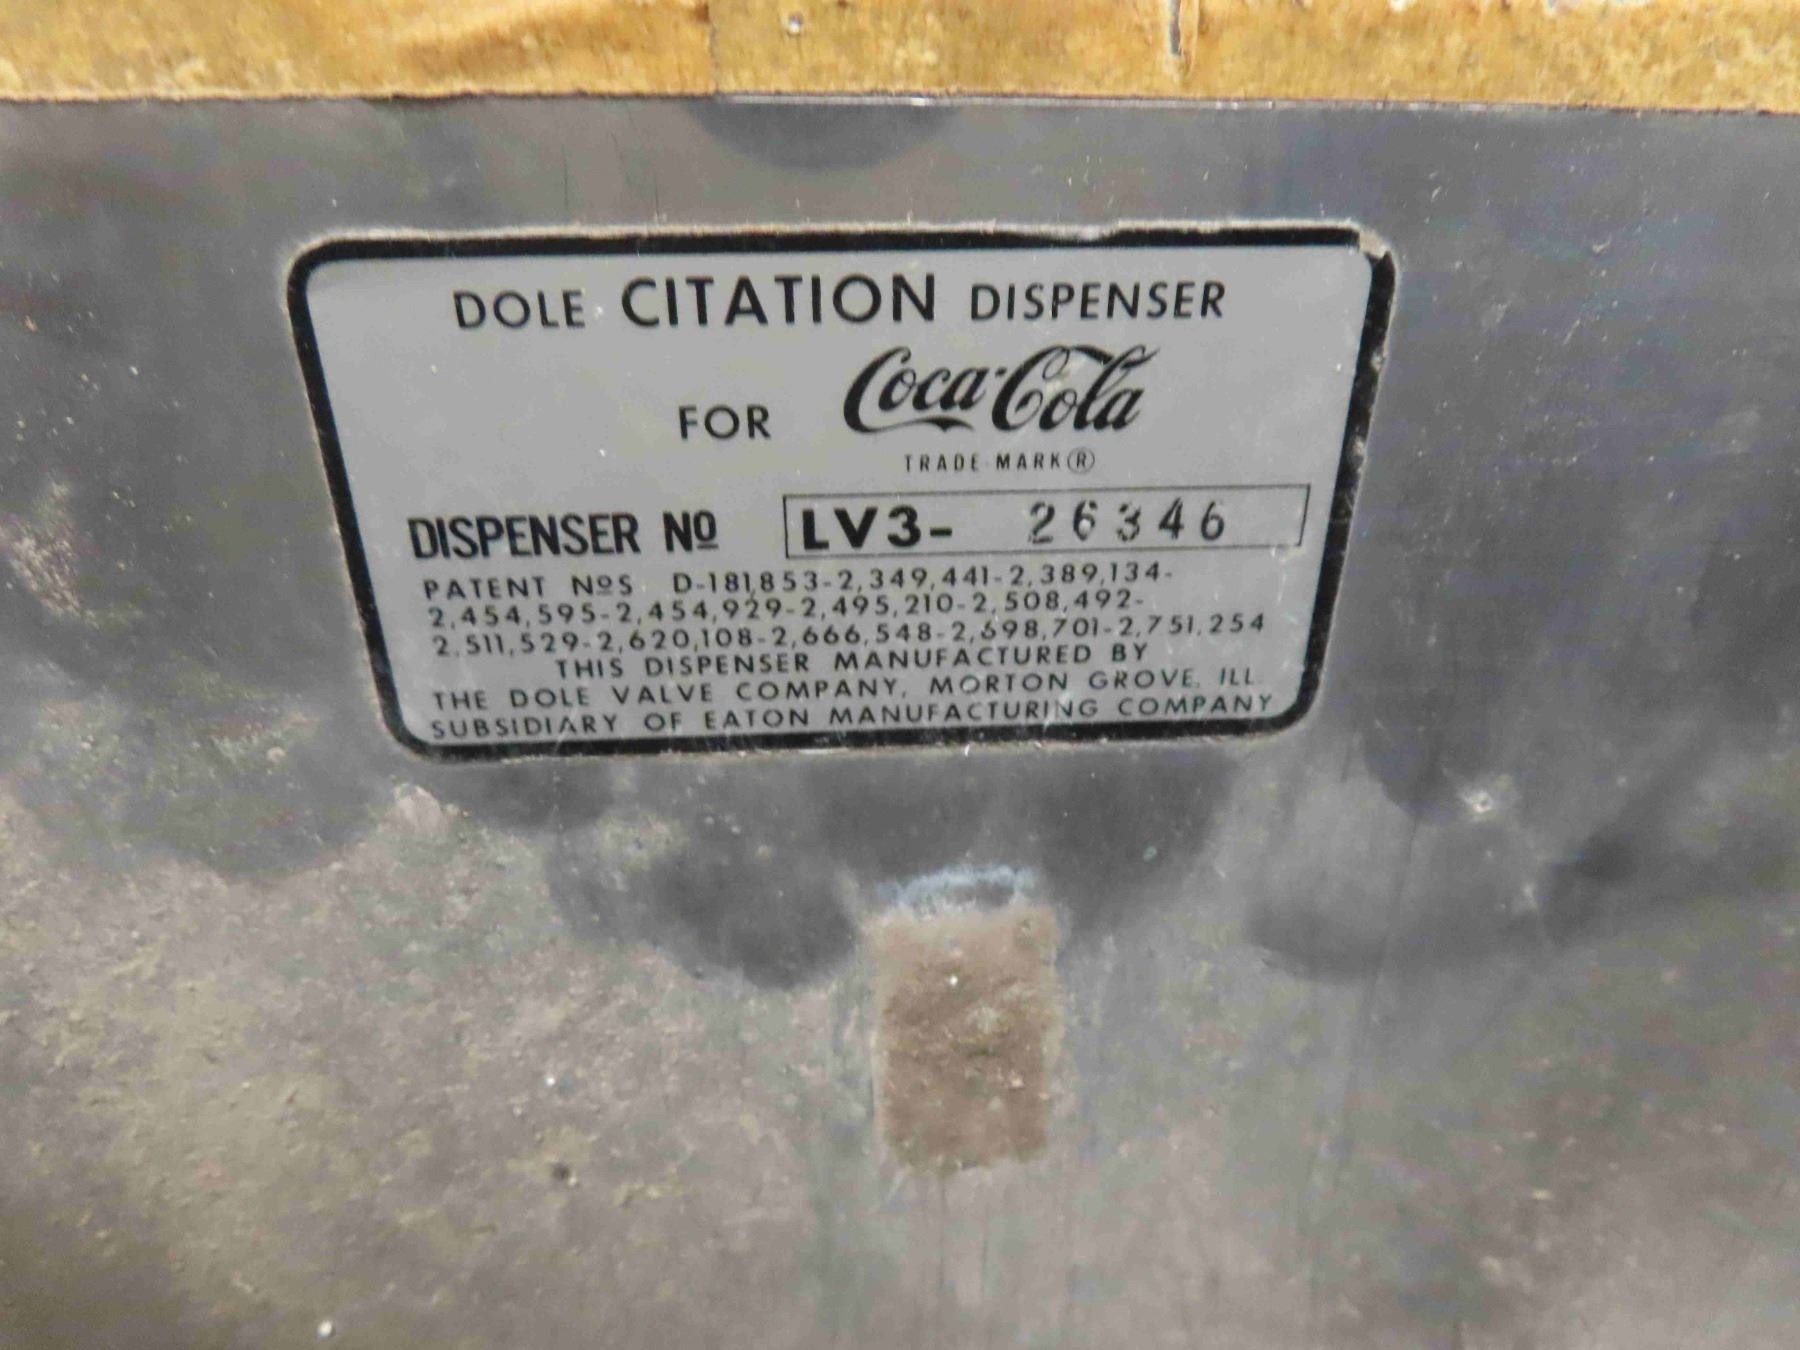 DOLE CITATION DISPENSER
FOR Coca-Cola
TRADE-MARK®
DISPENSER Nº LV3- 26346
PATENT NºS D-181,853-2,349,441-2,389,134-
2,454,595-2,454,929-2,495,210-2,508,492-
2,511,529-2,620,108-2,666,548-2,698,701-2,751,254
THIS DISPENSER MANUFACTURED BY
THE DOLE VALVE COMPANY, MORTON GROVE, ILL.
SUBSIDIARY OF EATON MANUFACTURING COMPANY